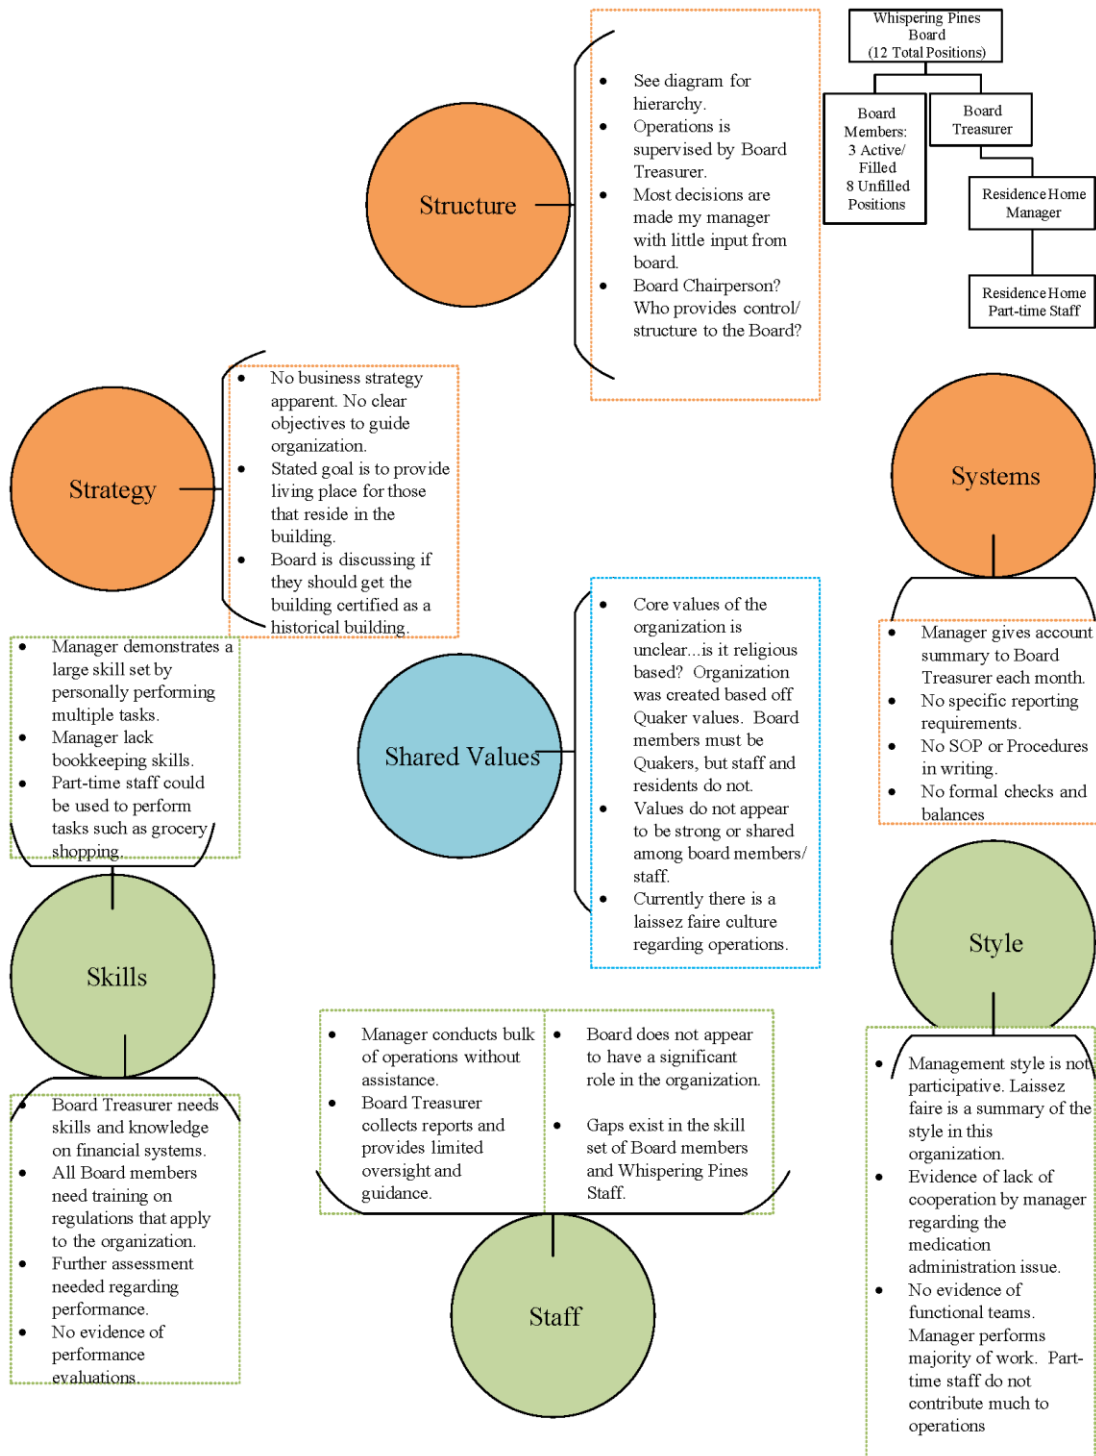 Whispering Pines
Board
(12 Total Positions)
Board
Members:
3 Active/
Filled
8 Unfilled
Positions
Board
Treasurer
Residence Home
Manager
Residence Home
Part-time Staff
Structure
• See diagram for
hierarchy.
• Operations is
supervised by Board
Treasurer.
• Most decisions are
made my manager
with little input from
board.
• Board Chairperson?
Who provides control/
structure to the Board?
Strategy
• No business strategy
apparent. No clear
objectives to guide
organization.
• Stated goal is to provide
living place for those
that reside in the
building.
• Board is discussing if
they should get the
building certified as a
historical building.
Systems
• Manager gives account
summary to Board
Treasurer each month.
• No specific reporting
requirements.
• No SOP or Procedures
in writing.
• No formal checks and
balances
Shared Values
• Core values of the
organization is
unclear...is it religious
based? Organization
was created based off
Quaker values. Board
members must be
Quakers, but staff and
residents do not.
• Values do not appear
to be strong or shared
among board members/
staff.
• Currently there is a
laissez faire culture
regarding operations.
• Manager demonstrates a
large skill set by
personally performing
multiple tasks.
• Manager lack
bookkeeping skills.
• Part-time staff could
be used to perform
tasks such as grocery
shopping.
Skills
• Board Treasurer needs
skills and knowledge
on financial systems.
• All Board members
need training on
regulations that apply
to the organization.
• Further assessment
needed regarding
performance.
• No evidence of
performance
evaluations.
• Manager conducts bulk
of operations without
assistance.
• Board Treasurer
collects reports and
provides limited
oversight and
guidance.
• Board does not appear
to have a significant
role in the organization.
• Gaps exist in the skill
set of Board members
and Whispering Pines
Staff.
Staff
Style
• Management style is not
participative. Laissez
faire is a summary of the
style in this
organization.
• Evidence of lack of
cooperation by manager
regarding the
medication
administration issue.
• No evidence of
functional teams.
Manager performs
majority of work. Part-
time staff do not
contribute much to
operations